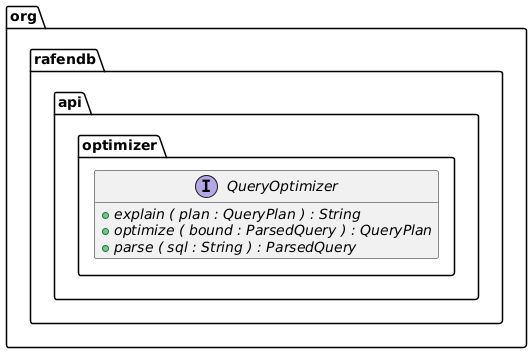 org
rafendb
api
optimizer
I QueryOptimizer
explain ( plan : QueryPlan ) : String
optimize ( bound : ParsedQuery ) : QueryPlan
parse ( sql : String ) : ParsedQuery